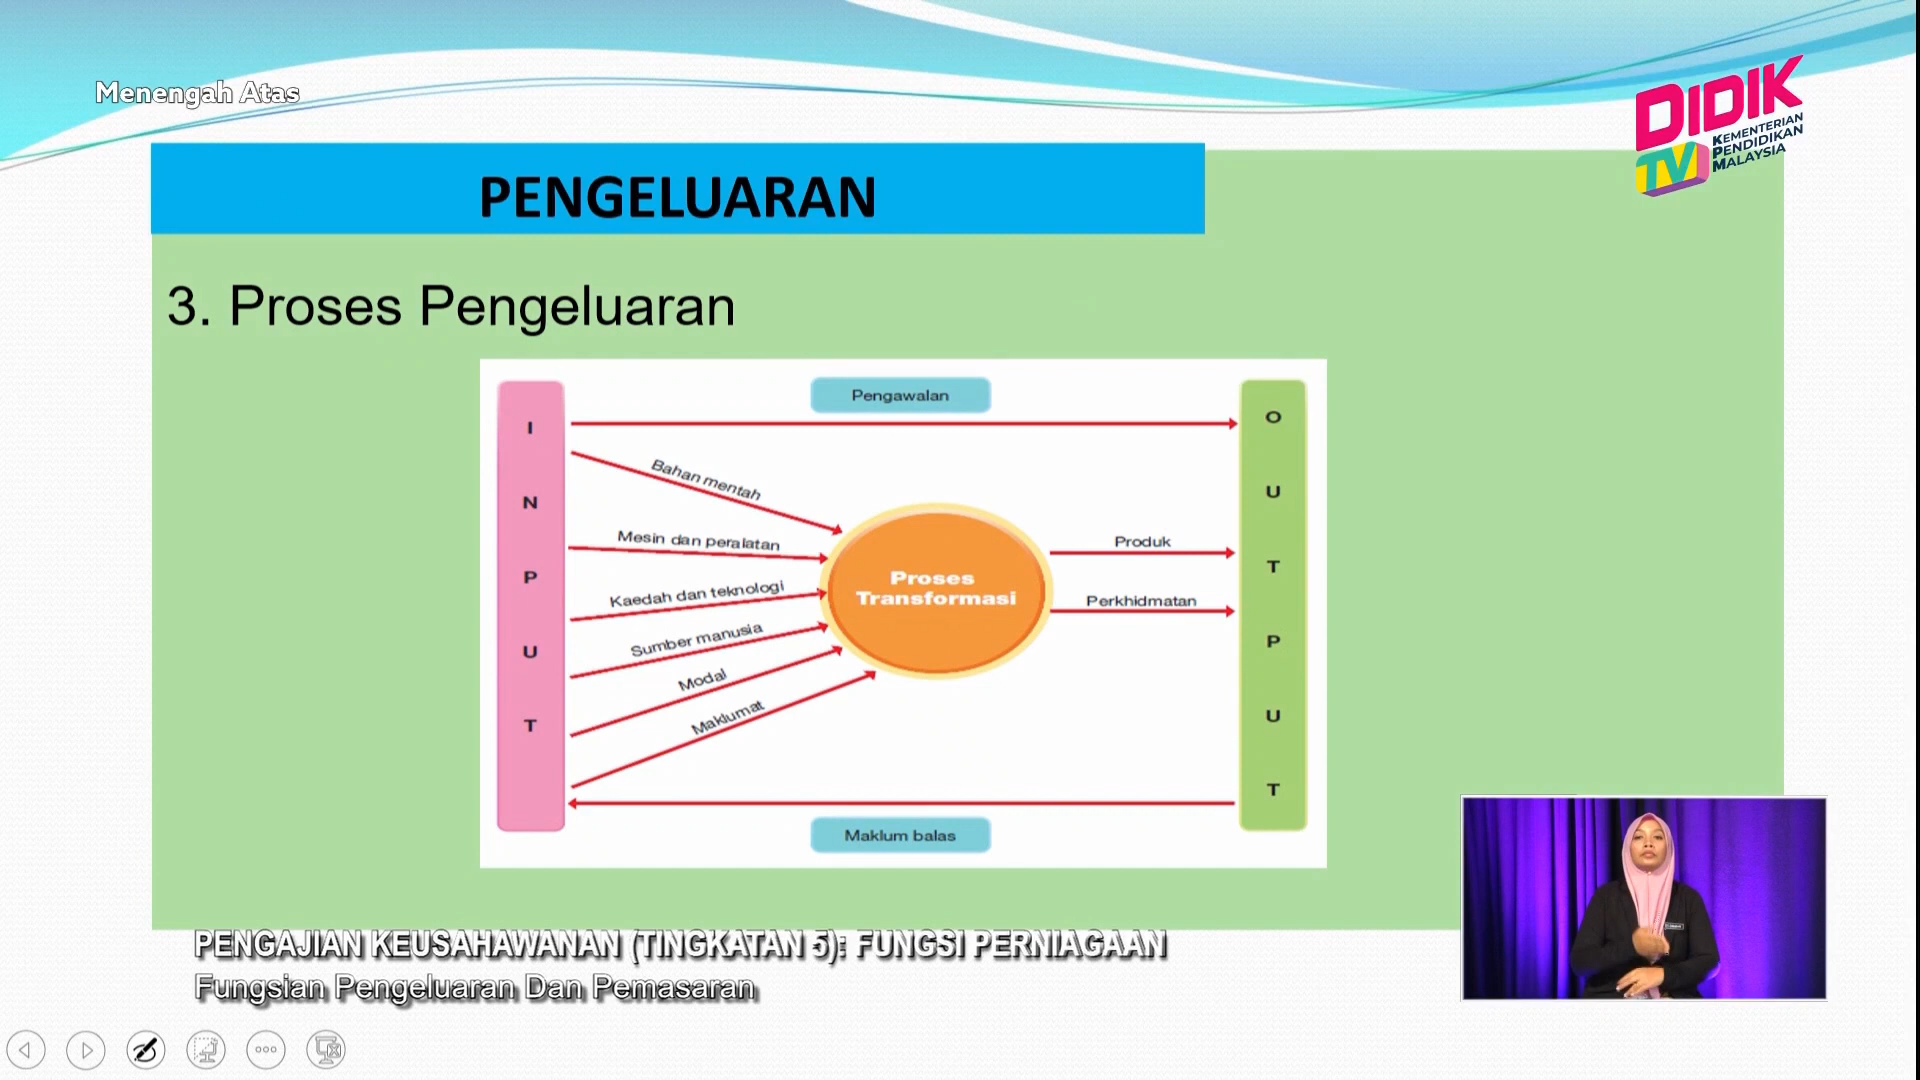 Menengah Atas
DIDIK
TV
KEMENTERIAN
PENDIDIKAN
MALAYSIA
PENGELUARAN
3. Proses Pengeluaran
INPUT
Pengawalan
Bahan mentah
Mesin dan peralatan
Kaedah dan teknologi
Sumber manusia
Modal
Maklumat
Proses
Transformasi
Produk
Perkhidmatan
OUTPUT
Maklum balas
PENGAJIAN KEUSAHAWANAN (TINGKATAN 5): FUNGSI PERNIAGAAN
Fungsian Pengeluaran Dan Pemasaran